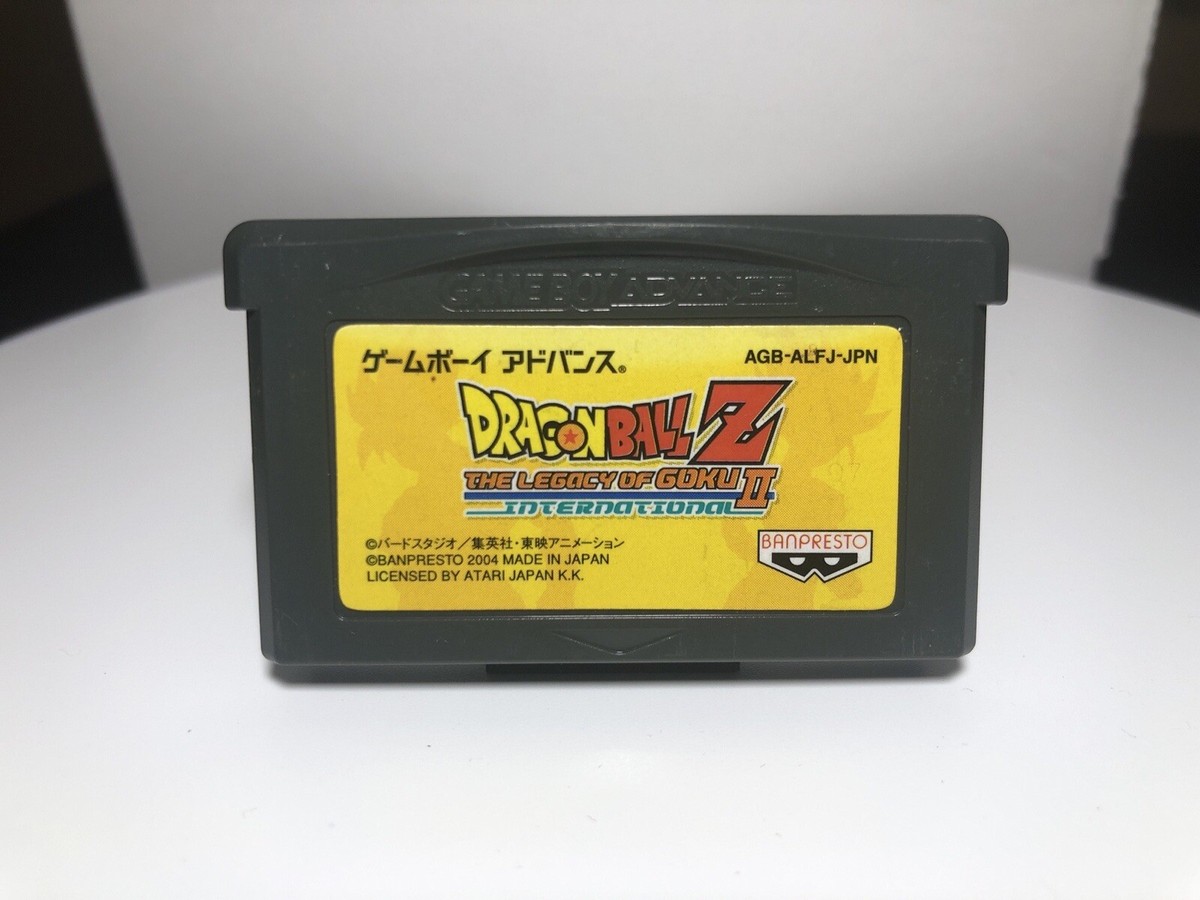 GAME BOY ADVANCE
ゲームボーイ アドバンス®
AGB-ALFJ-JPN
DRAGON BALL Z
THE LEGACY OF GOKU II
INTERNATIONAL
©バードスタジオ/集英社・東映アニメーション
©BANPRESTO 2004 MADE IN JAPAN
LICENSED BY ATARI JAPAN K.K.
BANPRESTO